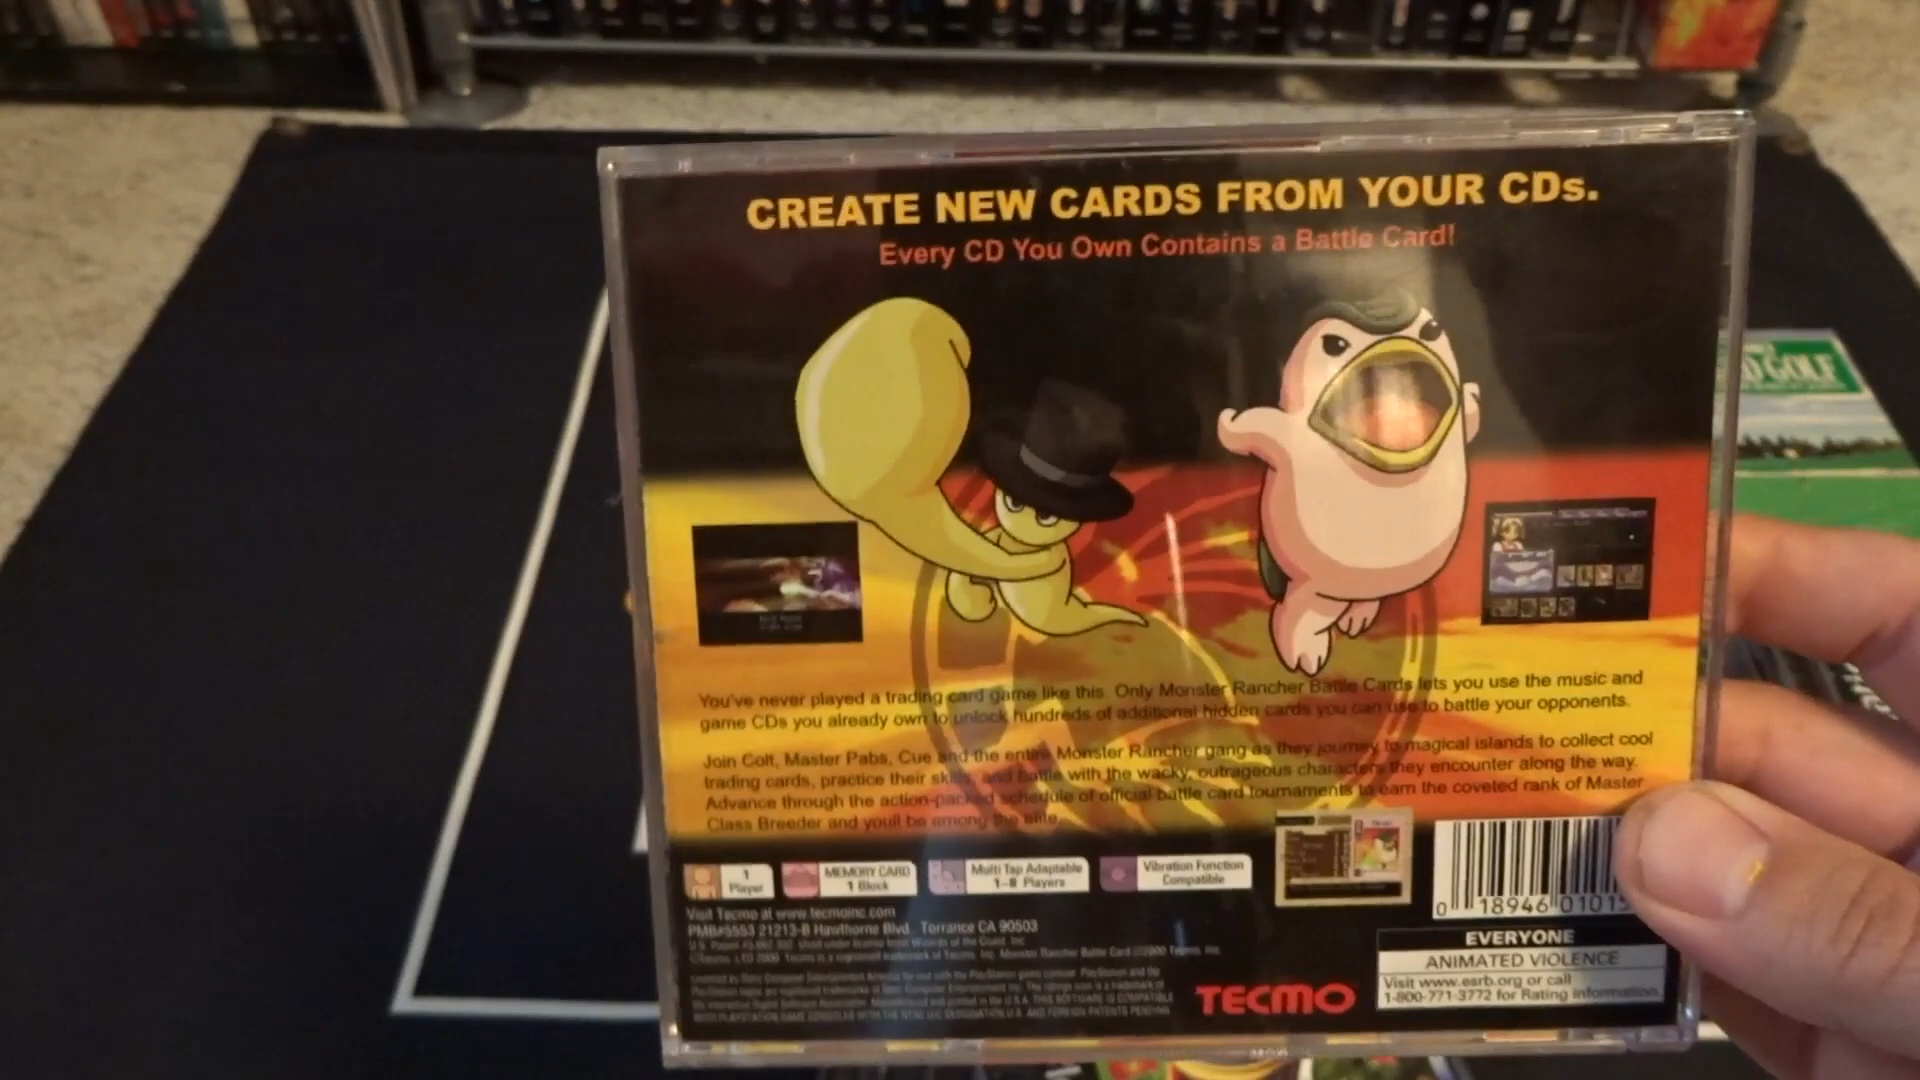 CREATE NEW CARDS FROM YOUR CDs.
Every CD You Own Contains a Battle Card!
D GOLF
You've never played a trading card game like this. Only Monster Rancher Battle Cards lets you use the music and
game CDs you already own to unlock hundreds of additional hidden cards you can use to battle your opponents.
Join Colt, Master Pabs, Cue and the entire Monster Rancher gang as they journey to magical islands to collect cool
trading cards, practice their skills, and battle with the wacky, outrageous characters they encounter along the way.
Advance through the action-packed schedule of official battle card tournaments to earn the coveted rank of Master
Class Breeder and youll be among the elite...
1
Player
MEMORY CARD
1 Block
Multi Tap Adaptable
1-8 Players
Vibration Function
Compatible
0 18946 0101
Visit Tecmo at www.tecmoinc.com
PMB#5553 21213-B Hawthorne Blvd. Torrance CA 90503
TECMO
EVERYONE
ANIMATED VIOLENCE
Visit www.esrb.org or call
1-800-771-3772 for Rating Information.